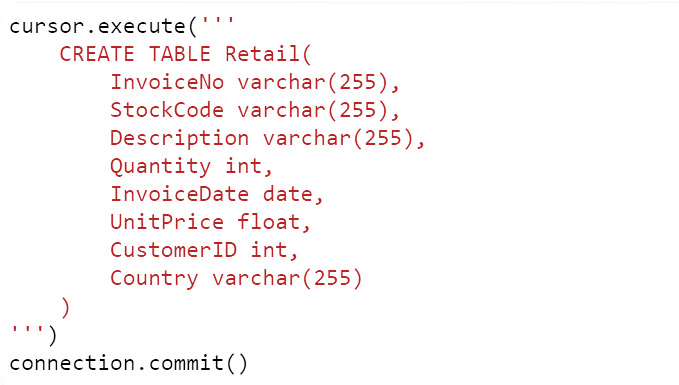 cursor.execute('''
    CREATE TABLE Retail(
        InvoiceNo varchar(255),
        StockCode varchar(255),
        Description varchar(255),
        Quantity int,
        InvoiceDate date,
        UnitPrice float,
        CustomerID int,
        Country varchar(255)
    )
''')
connection.commit()